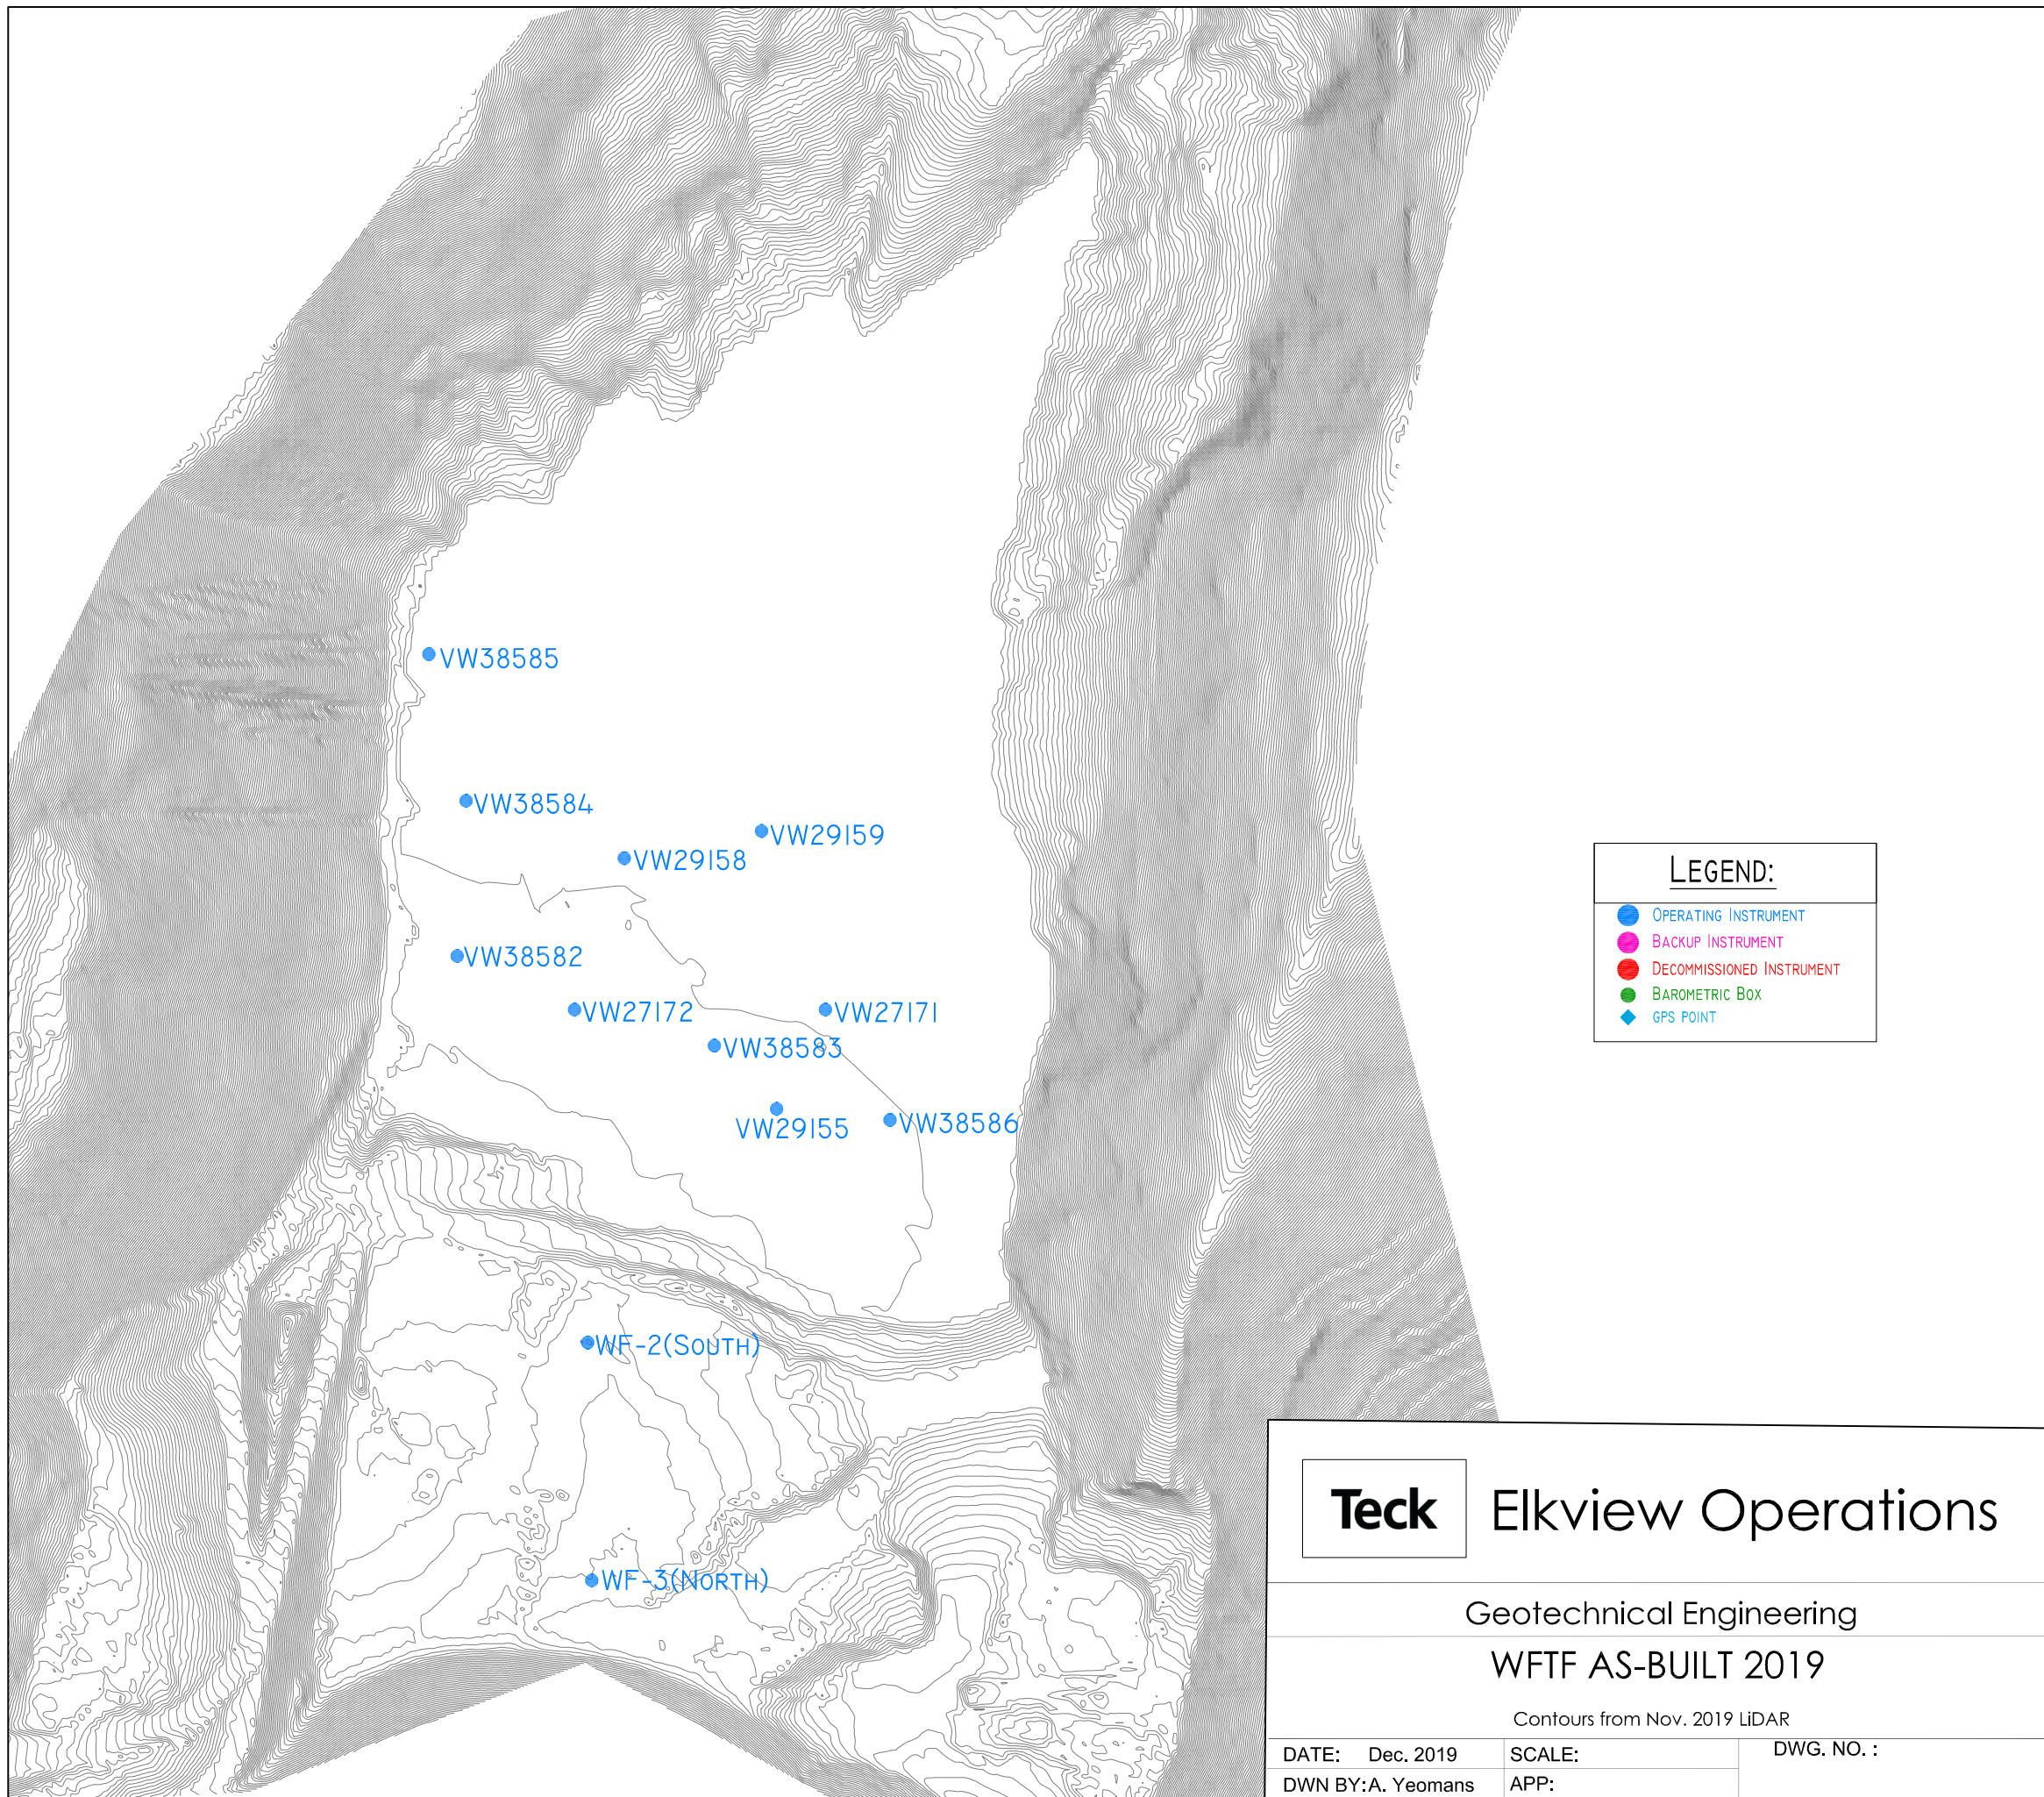 VW38585
VW38584
VW29159
VW29158
VW38582
VW27172
VW27171
VW38583
VW29155
VW38586
WF-2(South)
WF-3(North)
Legend:
Operating Instrument
Backup Instrument
Decommissioned Instrument
Barometric Box
GPS POINT
Teck
Elkview Operations
Geotechnical Engineering
WFTF AS-BUILT 2019
Contours from Nov. 2019 LiDAR
DATE: Dec. 2019
SCALE:
DWG. NO. :
DWN BY: A. Yeomans
APP: